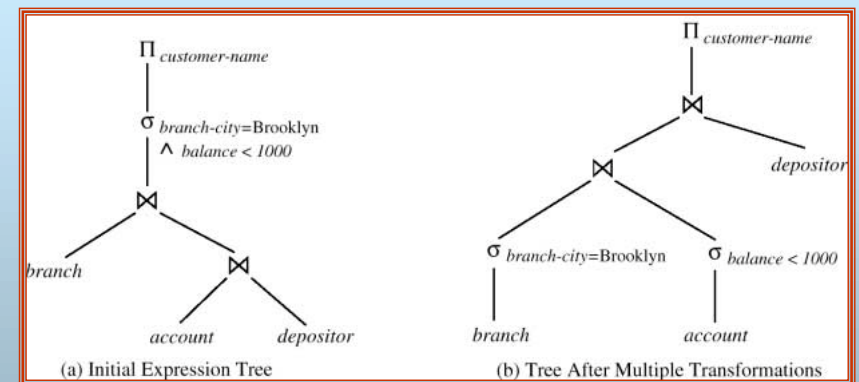 Π customer-name
σ branch-city=Brooklyn
∧ balance < 1000
⋈
branch
⋈
account depositor
(a) Initial Expression Tree
Π customer-name
⋈
depositor
⋈
σ branch-city=Brooklyn σ balance < 1000
branch account
(b) Tree After Multiple Transformations